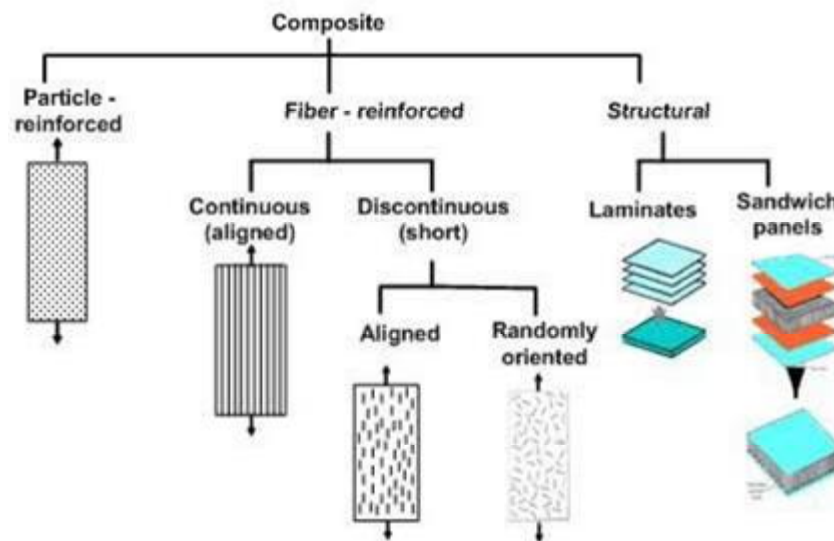 Composite
Particle -
reinforced
Fiber - reinforced
Structural
Continuous
(aligned)
Discontinuous
(short)
Laminates
Sandwich
panels
Aligned
Randomly
oriented